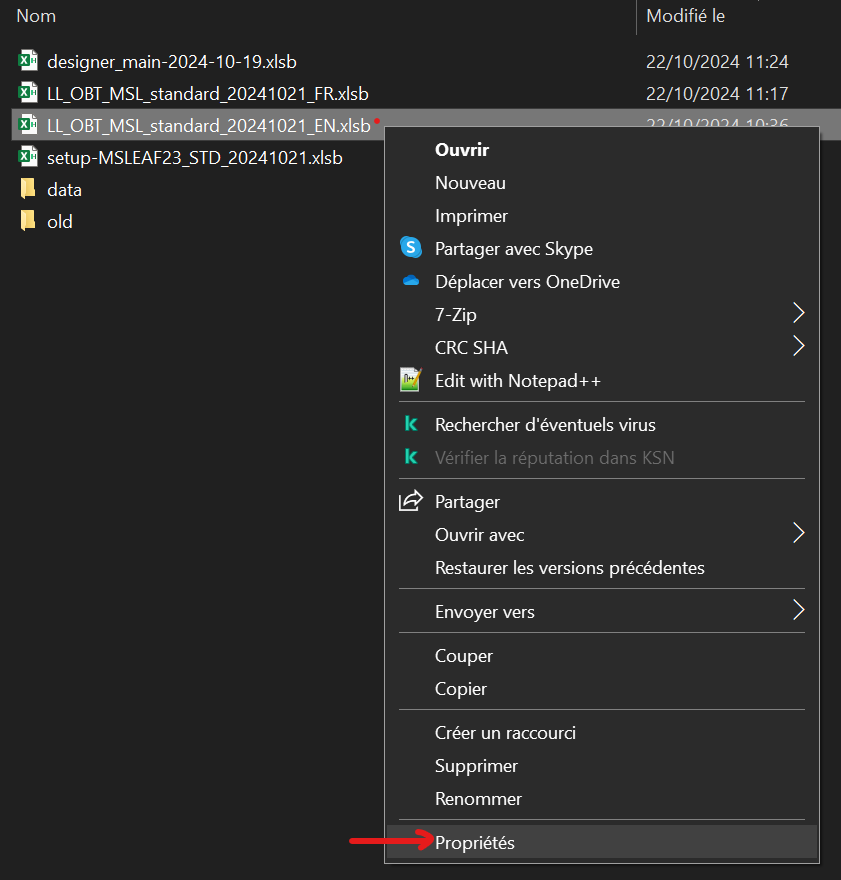 Nom Modifié le
designer_main-2024-10-19.xlsb 22/10/2024 11:24
LL_OBT_MSL_standard_20241021_FR.xlsb 22/10/2024 11:17
LL_OBT_MSL_standard_20241021_EN.xlsb 22/10/2024 10:36
setup-MSLEAF23_STD_20241021.xlsb
data
old
Ouvrir
Nouveau
Imprimer
Partager avec Skype
Déplacer vers OneDrive
7-Zip
CRC SHA
Edit with Notepad++
Rechercher d'éventuels virus
Vérifier la réputation dans KSN
Partager
Ouvrir avec
Restaurer les versions précédentes
Envoyer vers
Couper
Copier
Créer un raccourci
Supprimer
Renommer
Propriétés